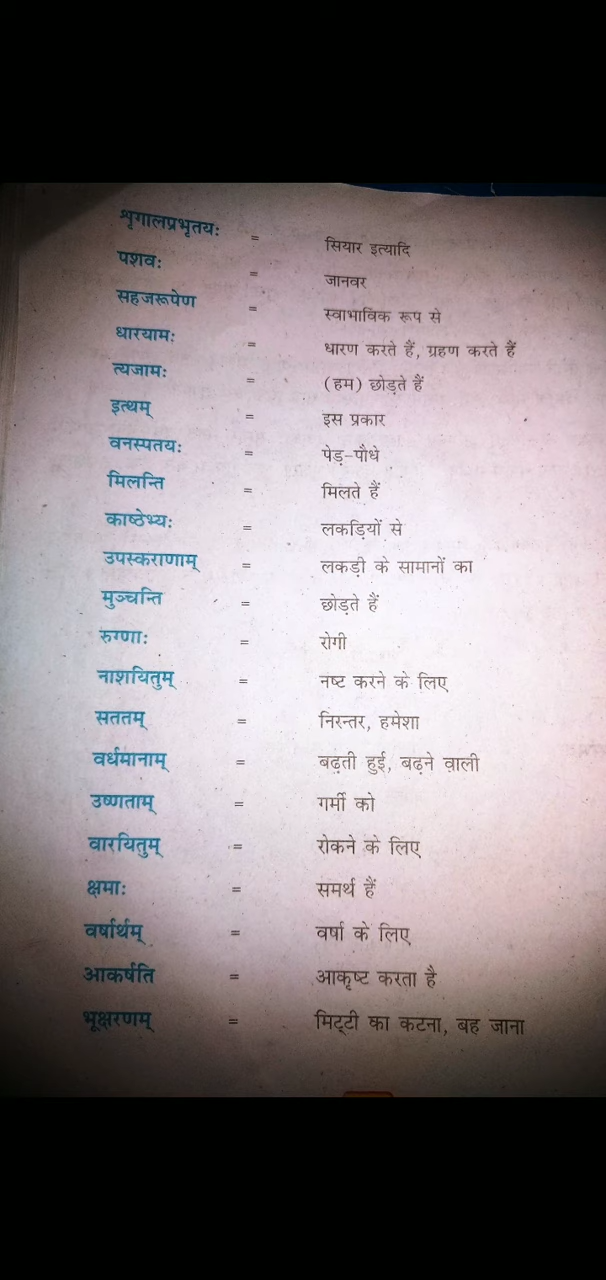 शृगालप्रभृतयः = सियार इत्यादि
पशवः = जानवर
सहजरूपेण = स्वाभाविक रूप से
धारयामः = धारण करते हैं, ग्रहण करते हैं
त्यजामः = (हम) छोड़ते हैं
इत्थम् = इस प्रकार
वनस्पतयः = पेड़-पौधे
मिलन्ति = मिलते हैं
काष्ठेभ्यः = लकड़ियों से
उपस्कराणाम् = लकड़ी के सामानों का
मुञ्चन्ति = छोड़ते हैं
रुग्णाः = रोगी
नाशयितुम् = नष्ट करने के लिए
सततम् = निरन्तर, हमेशा
वर्धमानाम् = बढ़ती हुई, बढ़ने वाली
उष्णताम् = गर्मी को
वारयितुम् = रोकने के लिए
क्षमाः = समर्थ हैं
वर्षार्थम् = वर्षा के लिए
आकर्षति = आकृष्ट करता है
भूक्षरणम् = मिट्टी का कटना, बह जाना